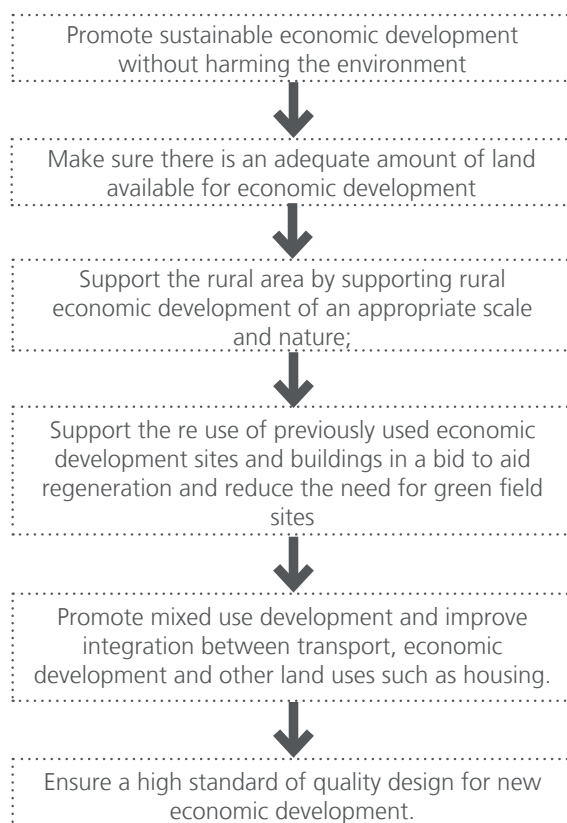 Promote sustainable economic development
without harming the environment
Make sure there is an adequate amount of land
available for economic development
Support the rural area by supporting rural
economic development of an appropriate scale
and nature;
Support the re use of previously used economic
development sites and buildings in a bid to aid
regeneration and reduce the need for green field
sites
Promote mixed use development and improve
integration between transport, economic
development and other land uses such as housing.
Ensure a high standard of quality design for new
economic development.